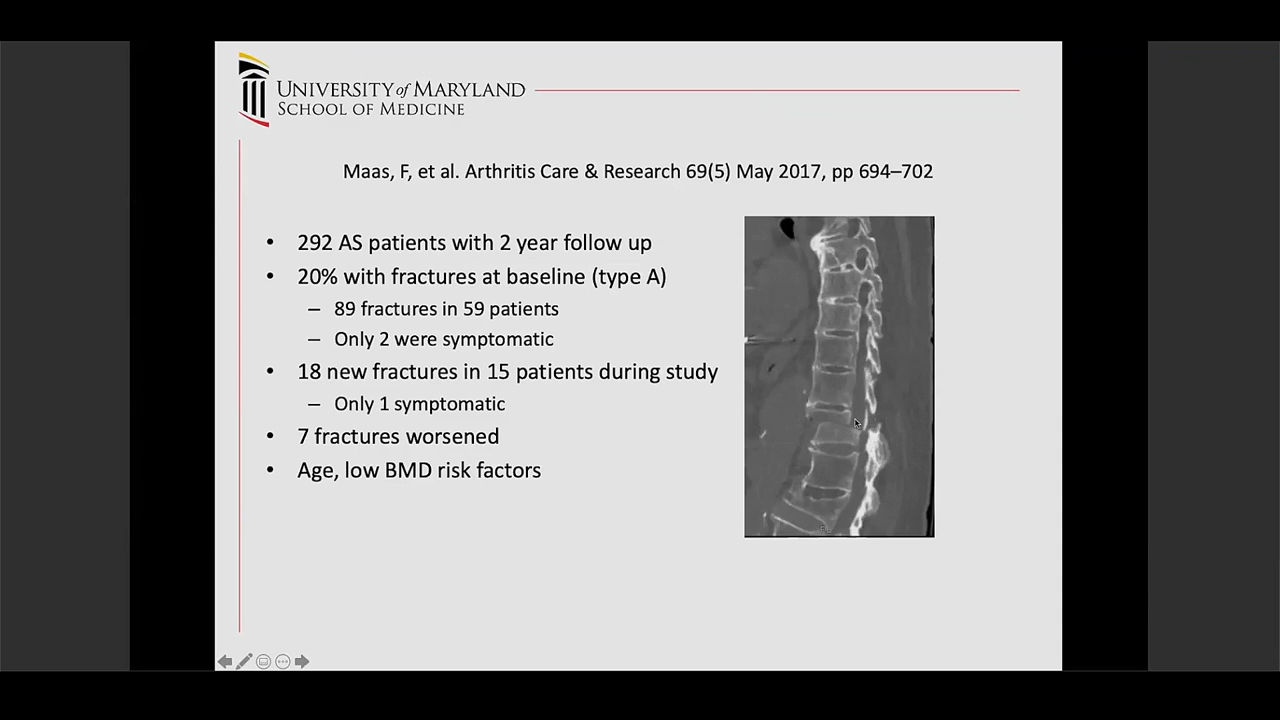 UNIVERSITY of MARYLAND
SCHOOL OF MEDICINE
Maas, F, et al. Arthritis Care & Research 69(5) May 2017, pp 694–702
• 292 AS patients with 2 year follow up
• 20% with fractures at baseline (type A)
– 89 fractures in 59 patients
– Only 2 were symptomatic
• 18 new fractures in 15 patients during study
– Only 1 symptomatic
• 7 fractures worsened
• Age, low BMD risk factors